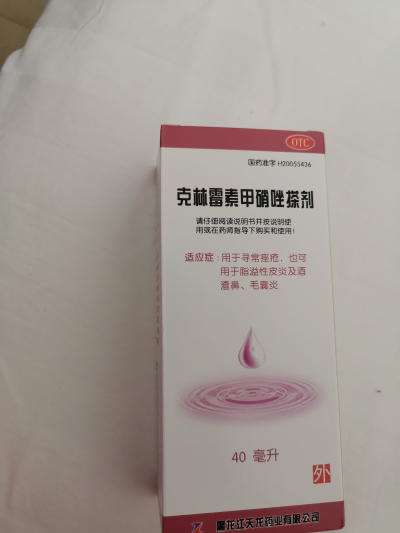 OTC
国药准字 H20055436
克林霉素甲硝唑搽剂
请仔细阅读说明书并按说明使
用或在药师指导下购买和使用!
适应症:用于寻常痤疮、也可
用于脂溢性皮炎及酒
渣鼻、毛囊炎
40 毫升
外
黑龙江天龙药业有限公司